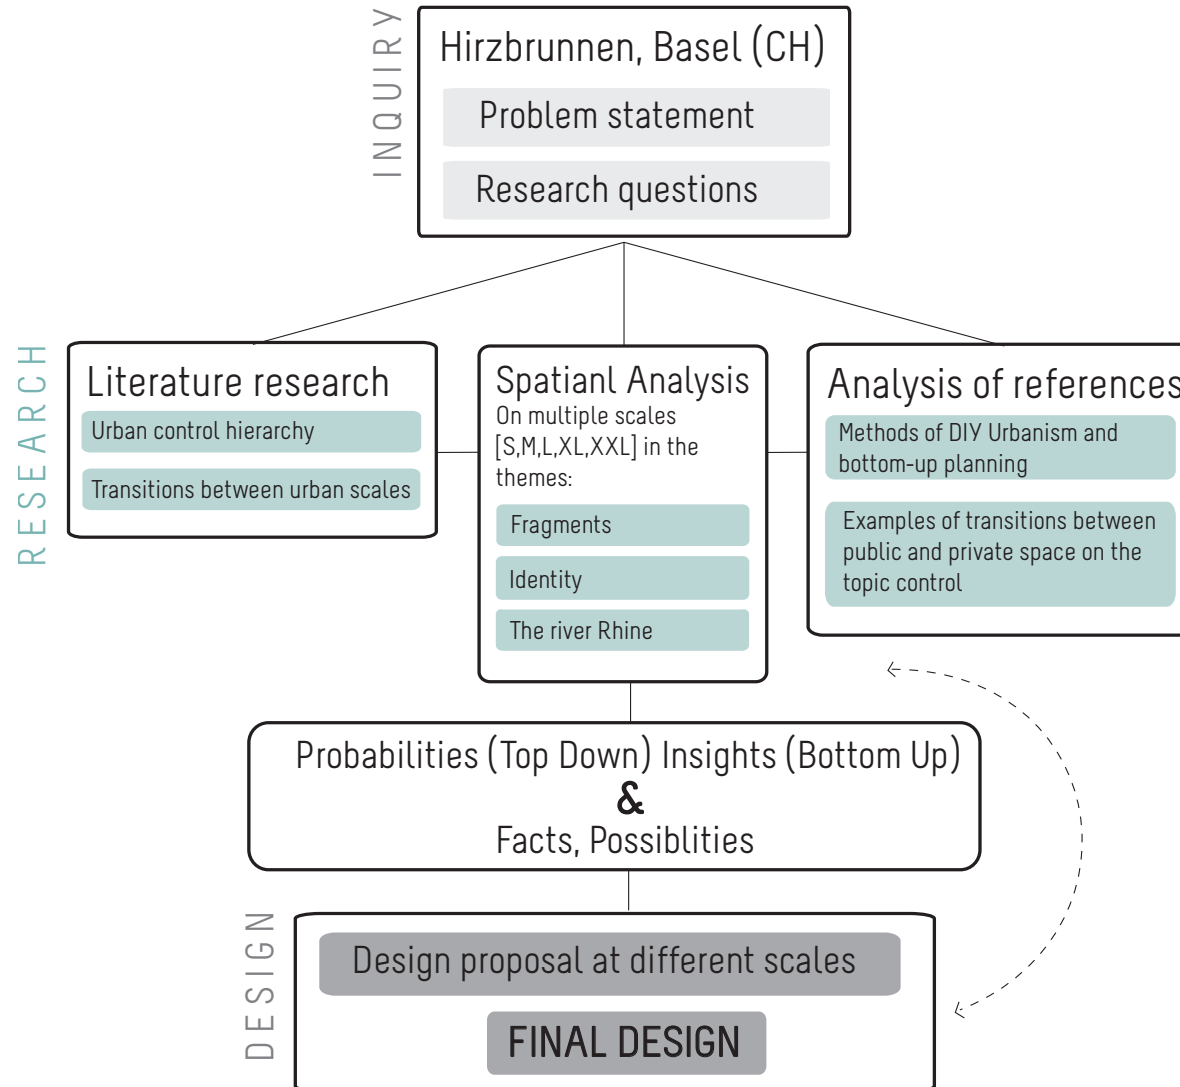 INQUIRY
Hirzbrunnen, Basel (CH)
Problem statement
Research questions
RESEARCH
Literature research
Urban control hierarchy
Transitions between urban scales
Spatianl Analysis
On multiple scales
[S,M,L,XL,XXL] in the
themes:
Fragments
Identity
The river Rhine
Analysis of references
Methods of DIY Urbanism and
bottom-up planning
Examples of transitions between
public and private space on the
topic control
Probabilities (Top Down) Insights (Bottom Up)
&
Facts, Possiblities
DESIGN
Design proposal at different scales
FINAL DESIGN